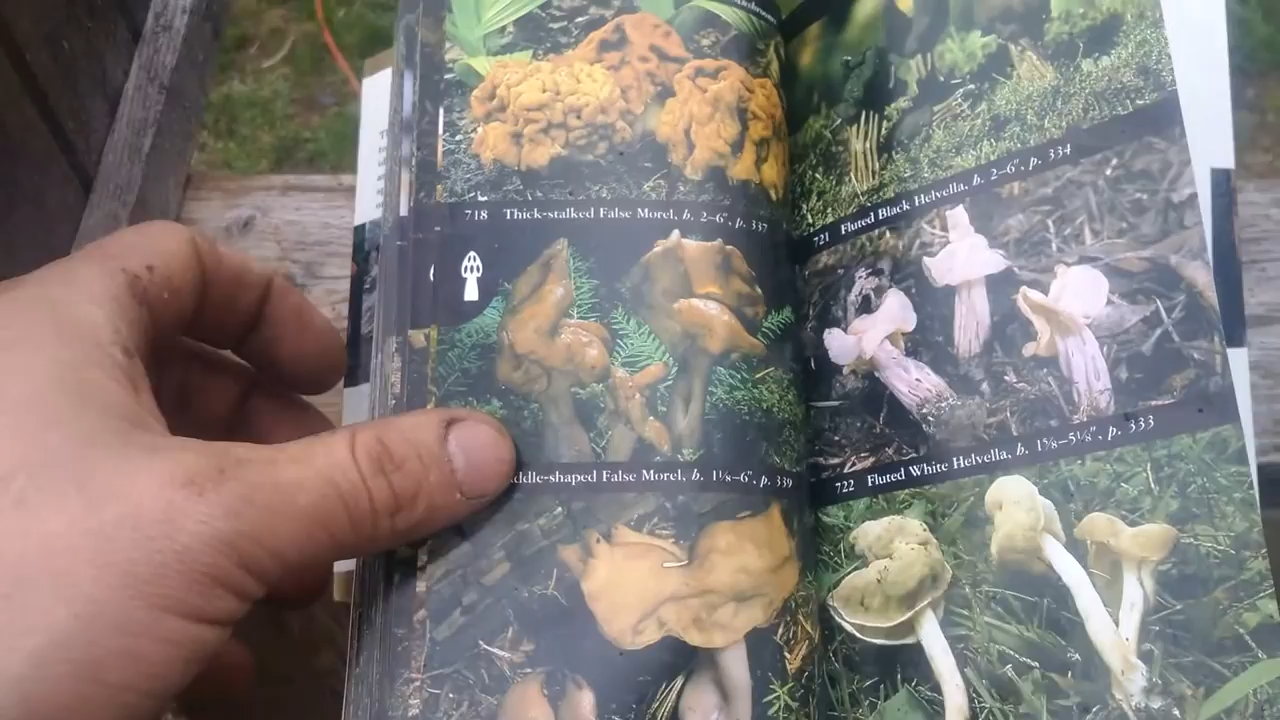 718 Thick-stalked False Morel, h. 2–6", p. 337
ddle-shaped False Morel, h. 1⅛–6", p. 339
721 Fluted Black Helvella, h. 2–6", p. 334
722 Fluted White Helvella, h. 1⅝–5⅛", p. 333